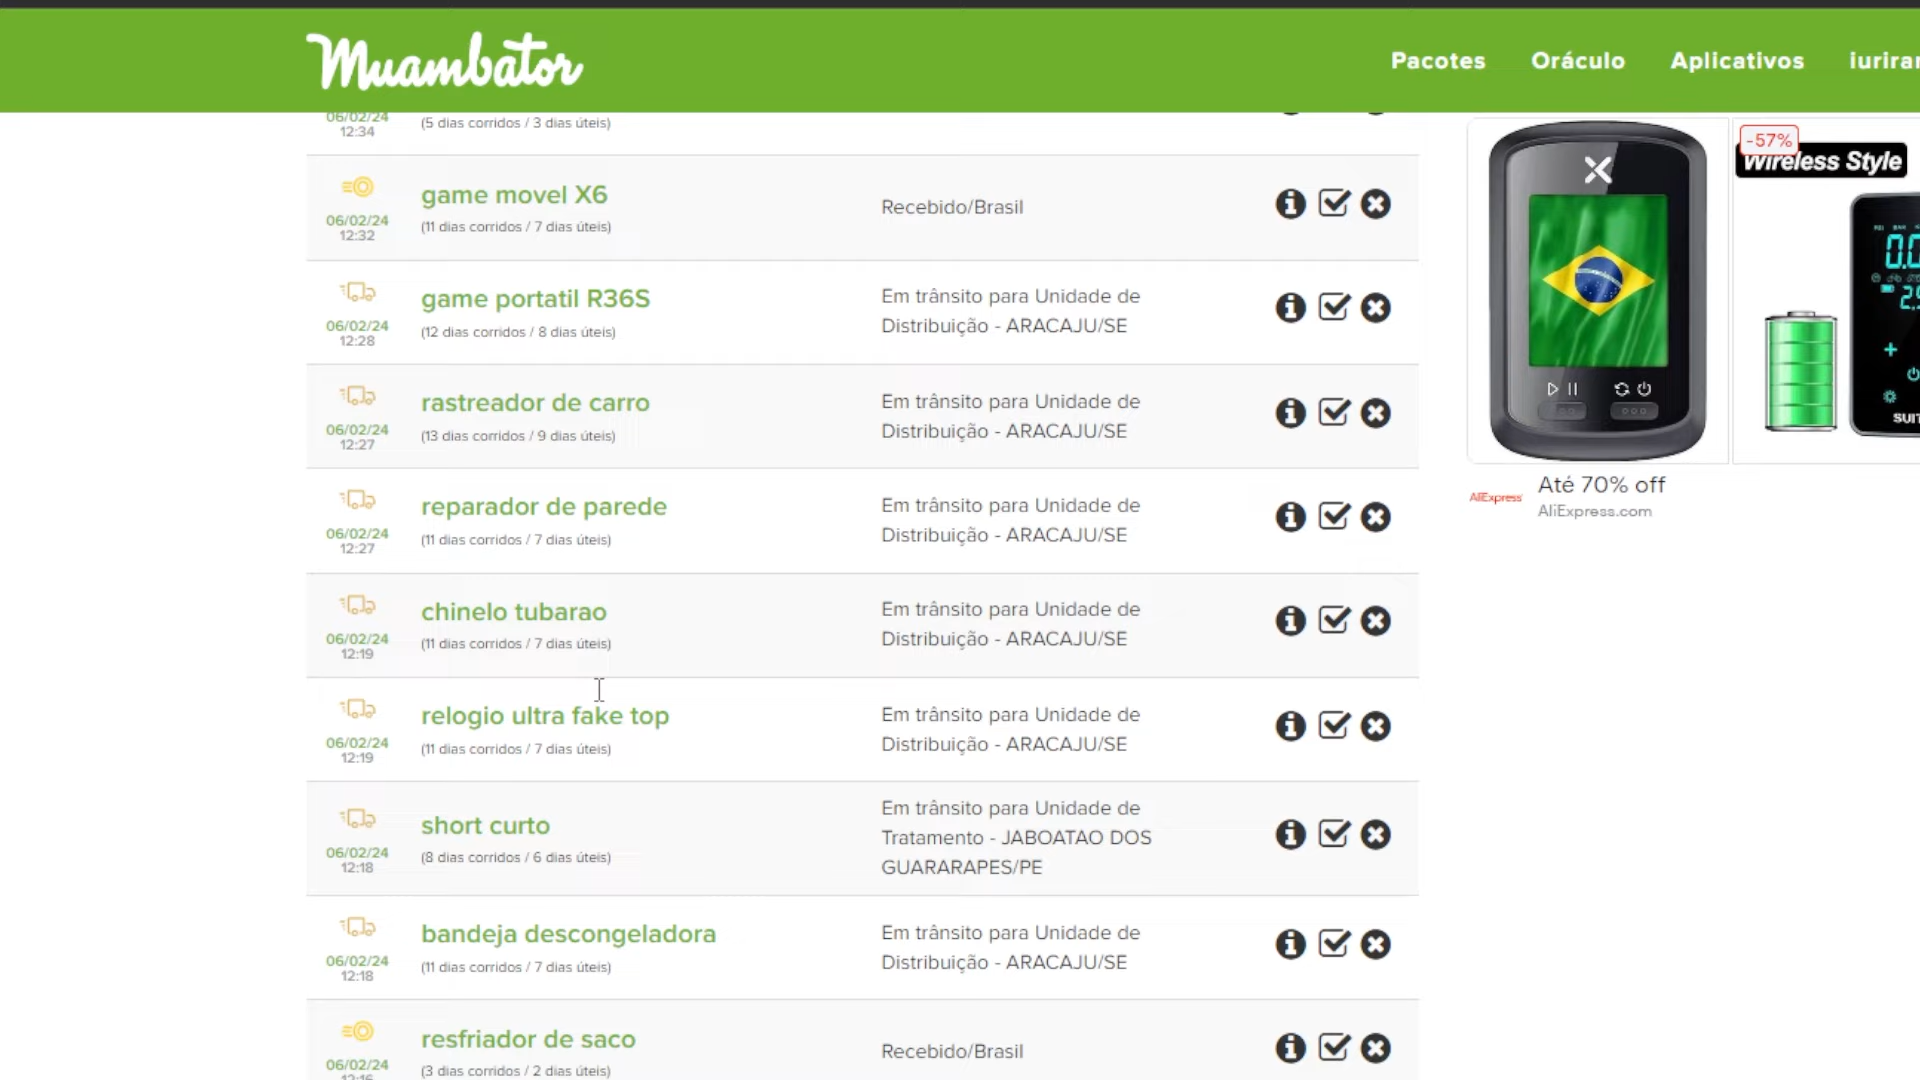 Muambator
Pacotes Oráculo Aplicativos iurirar
06/02/24
12:34
(5 dias corridos / 3 dias úteis)
06/02/24
12:32
game movel X6
(11 dias corridos / 7 dias úteis)
Recebido/Brasil
06/02/24
12:28
game portatil R36S
(12 dias corridos / 8 dias úteis)
Em trânsito para Unidade de
Distribuição - ARACAJU/SE
06/02/24
12:27
rastreador de carro
(13 dias corridos / 9 dias úteis)
Em trânsito para Unidade de
Distribuição - ARACAJU/SE
06/02/24
12:27
reparador de parede
(11 dias corridos / 7 dias úteis)
Em trânsito para Unidade de
Distribuição - ARACAJU/SE
06/02/24
12:19
chinelo tubarao
(11 dias corridos / 7 dias úteis)
Em trânsito para Unidade de
Distribuição - ARACAJU/SE
06/02/24
12:19
relogio ultra fake top
(11 dias corridos / 7 dias úteis)
Em trânsito para Unidade de
Distribuição - ARACAJU/SE
06/02/24
12:18
short curto
(8 dias corridos / 6 dias úteis)
Em trânsito para Unidade de
Tratamento - JABOATAO DOS
GUARARAPES/PE
06/02/24
12:18
bandeja descongeladora
(11 dias corridos / 7 dias úteis)
Em trânsito para Unidade de
Distribuição - ARACAJU/SE
06/02/24
resfriador de saco
(3 dias corridos / 2 dias úteis)
Recebido/Brasil
-57%
Wireless Style
AliExpress
Até 70% off
AliExpress.com